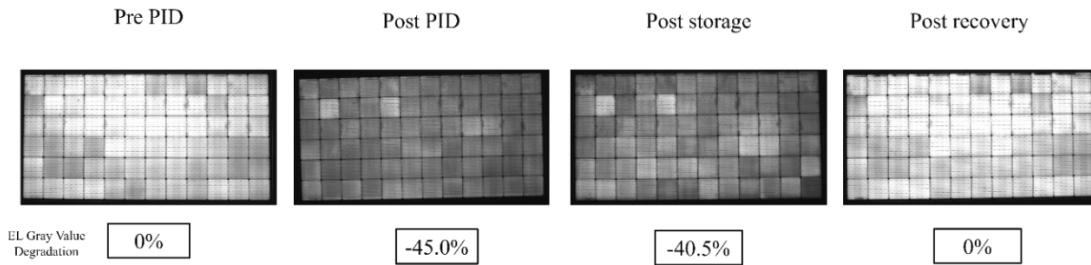 Pre PID
Post PID
Post storage
Post recovery
EL Gray Value
Degradation
0%
-45.0%
-40.5%
0%